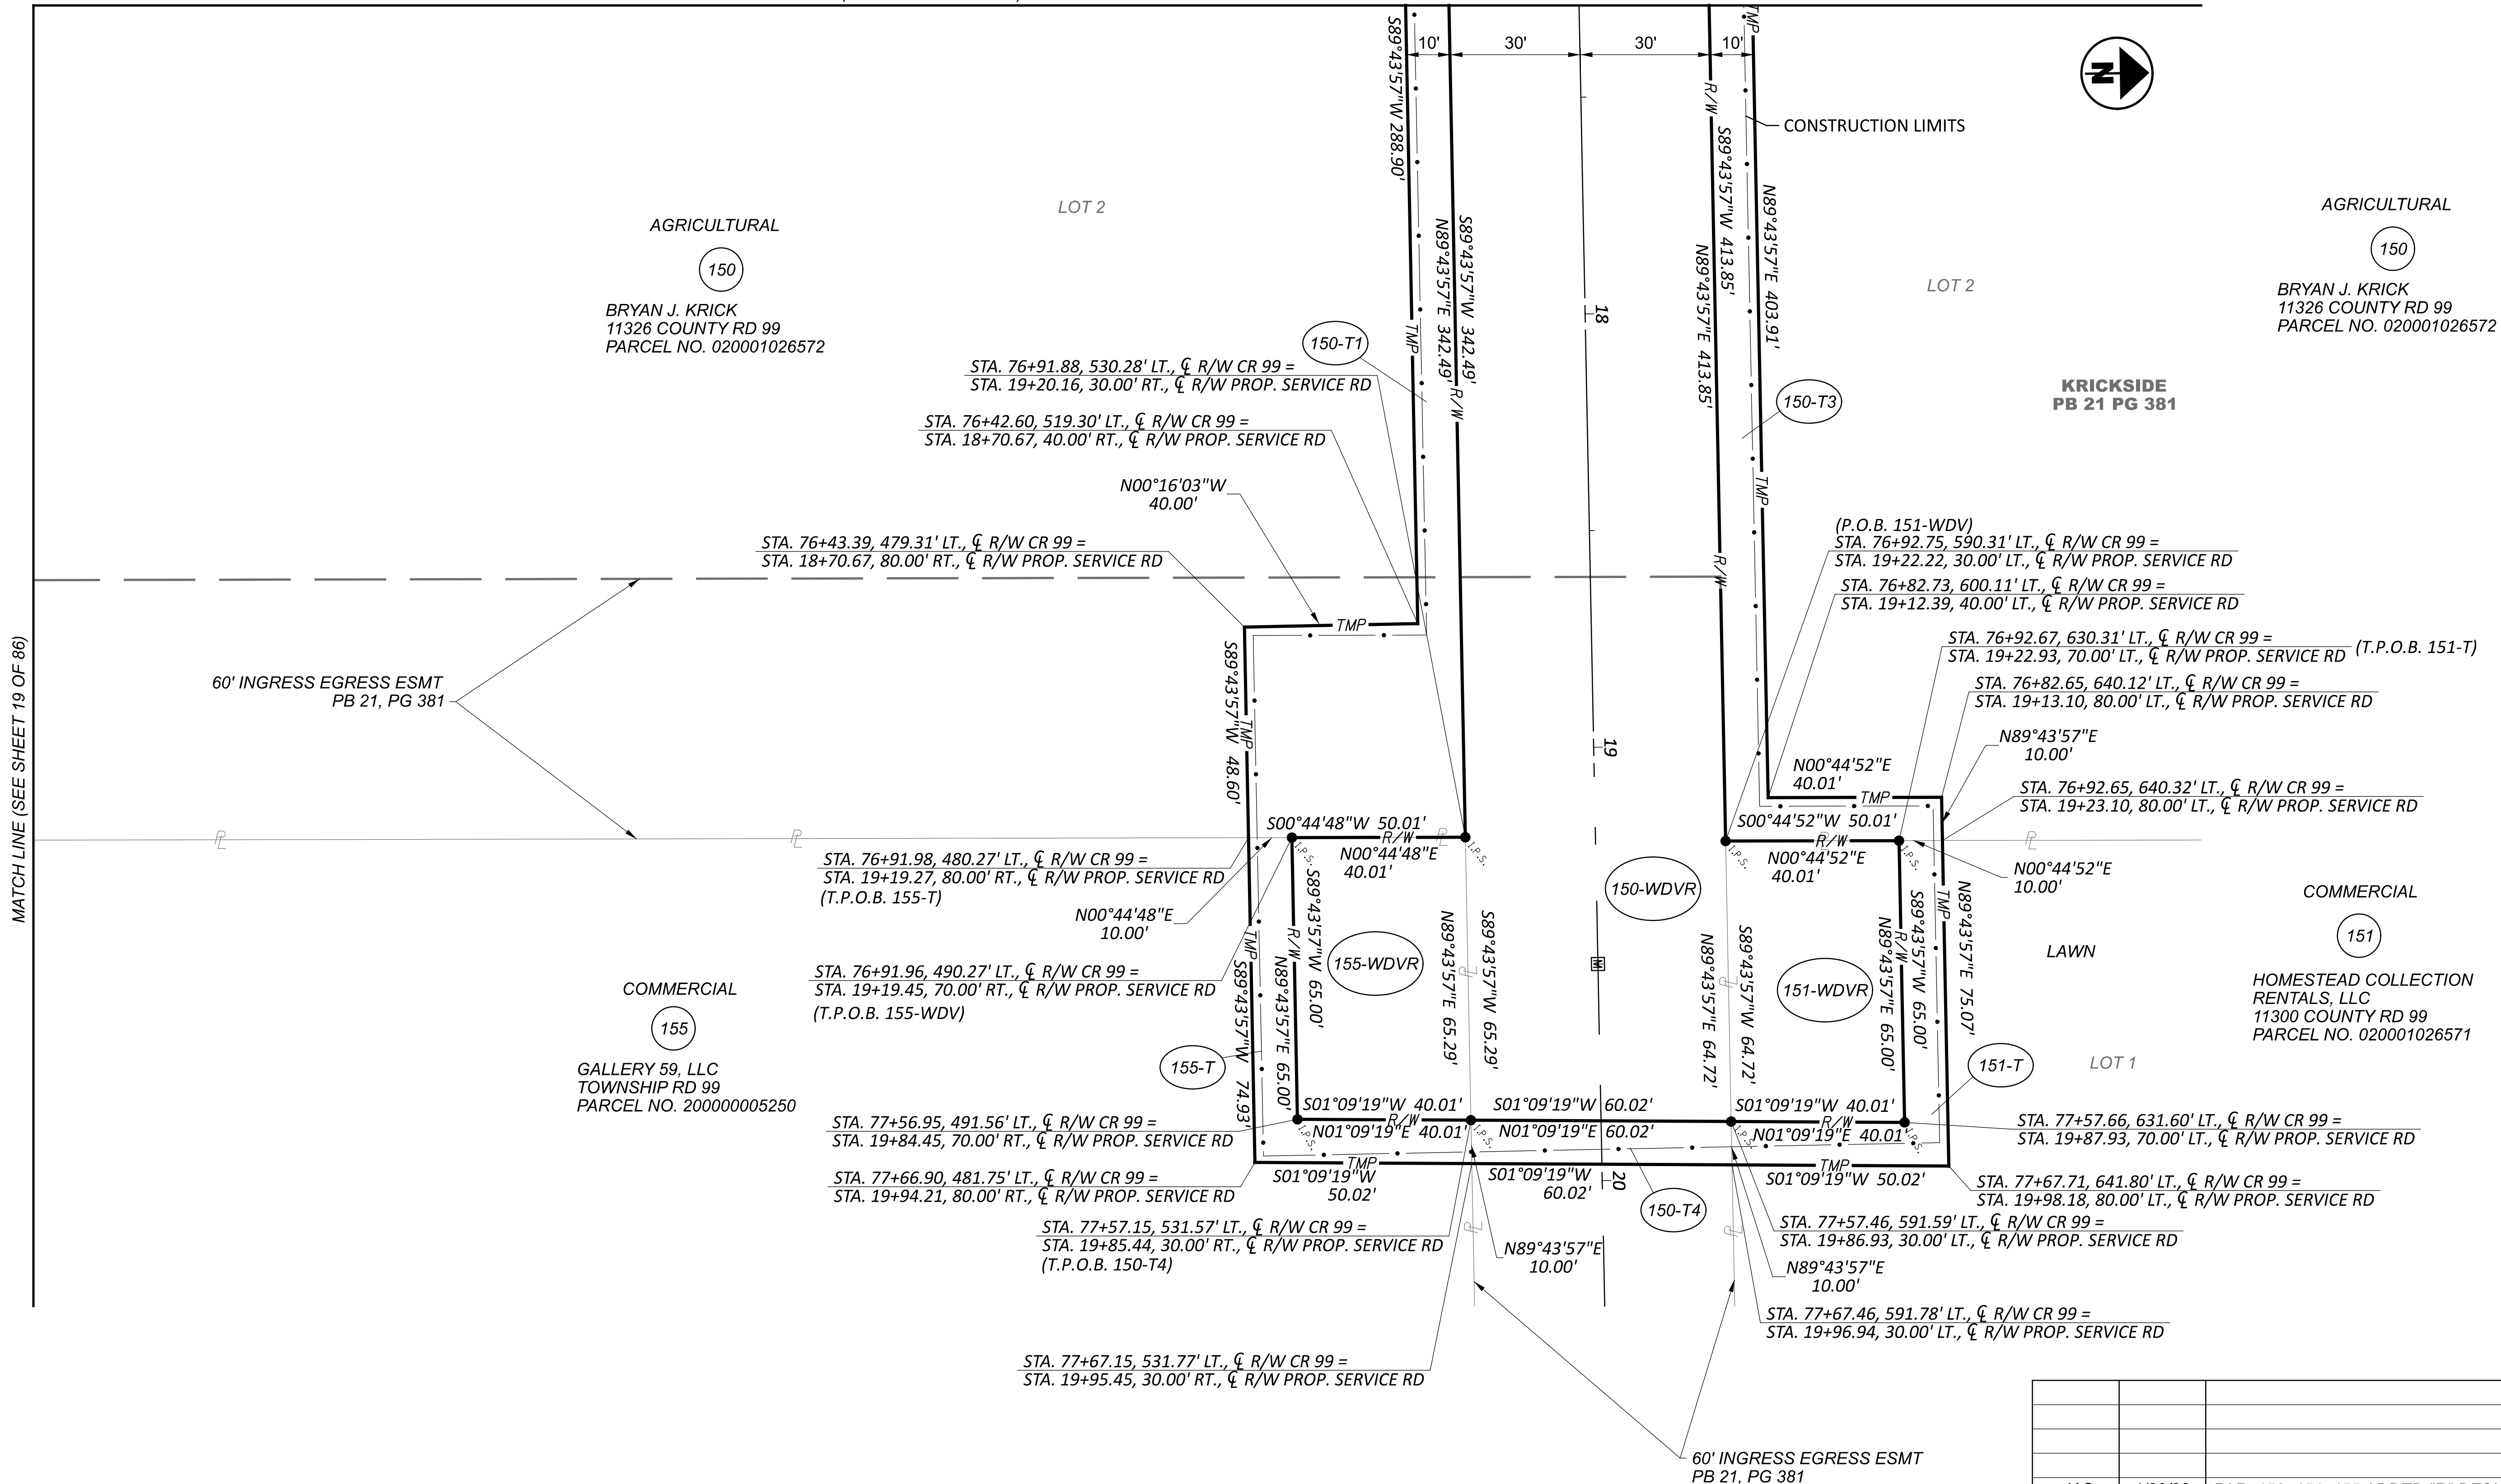 10'
30'
30'
10'
TMP
N
S89°43'57"W 288.90'
R/W
CONSTRUCTION LIMITS
S89°43'57"W 413.85'
N89°43'57"E 403.91'
LOT 2
AGRICULTURAL
150
BRYAN J. KRICK
11326 COUNTY RD 99
PARCEL NO. 020001026572
S89°43'57"W 342.49'
N89°43'57"E 342.49'
N89°43'57"E 413.85'
LOT 2
AGRICULTURAL
150
BRYAN J. KRICK
11326 COUNTY RD 99
PARCEL NO. 020001026572
18
TMP
R/W
150-T1
150-T3
KRICKSIDE
PB 21 PG 381
STA. 76+91.88, 530.28' LT., ℄ R/W CR 99 =
STA. 19+20.16, 30.00' RT., ℄ R/W PROP. SERVICE RD
STA. 76+42.60, 519.30' LT., ℄ R/W CR 99 =
STA. 18+70.67, 40.00' RT., ℄ R/W PROP. SERVICE RD
N00°16'03"W
40.00'
TMP
STA. 76+43.39, 479.31' LT., ℄ R/W CR 99 =
STA. 18+70.67, 80.00' RT., ℄ R/W PROP. SERVICE RD
R/W
(P.O.B. 151-WDV)
STA. 76+92.75, 590.31' LT., ℄ R/W CR 99 =
STA. 19+22.22, 30.00' LT., ℄ R/W PROP. SERVICE RD
STA. 76+82.73, 600.11' LT., ℄ R/W CR 99 =
STA. 19+12.39, 40.00' LT., ℄ R/W PROP. SERVICE RD
STA. 76+92.67, 630.31' LT., ℄ R/W CR 99 =
STA. 19+22.93, 70.00' LT., ℄ R/W PROP. SERVICE RD
(T.P.O.B. 151-T)
STA. 76+82.65, 640.12' LT., ℄ R/W CR 99 =
STA. 19+13.10, 80.00' LT., ℄ R/W PROP. SERVICE RD
N89°43'57"E
10.00'
STA. 76+92.65, 640.32' LT., ℄ R/W CR 99 =
STA. 19+23.10, 80.00' LT., ℄ R/W PROP. SERVICE RD
TMP
MATCH LINE (SEE SHEET 19 OF 86)
60' INGRESS EGRESS ESMT
PB 21, PG 381
S89°43'57"W 48.60'
TMP
19
N00°44'52"E
40.01'
TMP
S00°44'48"W 50.01'
R/W
N00°44'48"E
40.01'
I.P.S.
I.P.S.
S00°44'52"W 50.01'
R/W
N00°44'52"E
40.01'
I.P.S.
I.P.S.
PL
PL
PL
PL
PL
N00°44'52"E
10.00'
STA. 76+91.98, 480.27' LT., ℄ R/W CR 99 =
STA. 19+19.27, 80.00' RT., ℄ R/W PROP. SERVICE RD
(T.P.O.B. 155-T)
N00°44'48"E
10.00'
STA. 76+91.96, 490.27' LT., ℄ R/W CR 99 =
STA. 19+19.45, 70.00' RT., ℄ R/W PROP. SERVICE RD
(T.P.O.B. 155-WDV)
COMMERCIAL
155
GALLERY 59, LLC
TOWNSHIP RD 99
PARCEL NO. 200000005250
TMP
S89°43'57"W 74.93'
R/W
S89°43'57"W 65.00'
N89°43'57"E 65.00'
155-T
155-WDVR
N89°43'57"E 65.29'
S89°43'57"W 65.29'
PL
150-WDVR
M
N89°43'57"E 64.72'
S89°43'57"W 64.72'
PL
151-WDVR
N89°43'57"E 65.00'
S89°43'57"W 65.00'
R/W
TMP
N89°43'57"E 75.07'
151-T
LAWN
COMMERCIAL
151
HOMESTEAD COLLECTION
RENTALS, LLC
11300 COUNTY RD 99
PARCEL NO. 020001026571
LOT 1
S01°09'19"W 40.01'
S01°09'19"W 60.02'
S01°09'19"W 40.01'
R/W
R/W
N01°09'19"E 40.01'
N01°09'19"E 60.02'
N01°09'19"E 40.01'
I.P.S.
I.P.S.
I.P.S.
I.P.S.
TMP
TMP
S01°09'19"W
50.02'
S01°09'19"W
60.02'
20
S01°09'19"W 50.02'
150-T4
STA. 77+56.95, 491.56' LT., ℄ R/W CR 99 =
STA. 19+84.45, 70.00' RT., ℄ R/W PROP. SERVICE RD
STA. 77+66.90, 481.75' LT., ℄ R/W CR 99 =
STA. 19+94.21, 80.00' RT., ℄ R/W PROP. SERVICE RD
STA. 77+57.15, 531.57' LT., ℄ R/W CR 99 =
STA. 19+85.44, 30.00' RT., ℄ R/W PROP. SERVICE RD
(T.P.O.B. 150-T4)
PL
N89°43'57"E
10.00'
PL
STA. 77+57.66, 631.60' LT., ℄ R/W CR 99 =
STA. 19+87.93, 70.00' LT., ℄ R/W PROP. SERVICE RD
STA. 77+67.71, 641.80' LT., ℄ R/W CR 99 =
STA. 19+98.18, 80.00' LT., ℄ R/W PROP. SERVICE RD
STA. 77+57.46, 591.59' LT., ℄ R/W CR 99 =
STA. 19+86.93, 30.00' LT., ℄ R/W PROP. SERVICE RD
N89°43'57"E
10.00'
STA. 77+67.46, 591.78' LT., ℄ R/W CR 99 =
STA. 19+96.94, 30.00' LT., ℄ R/W PROP. SERVICE RD
STA. 77+67.15, 531.77' LT., ℄ R/W CR 99 =
STA. 19+95.45, 30.00' RT., ℄ R/W PROP. SERVICE RD
60' INGRESS EGRESS ESMT
PB 21, PG 381